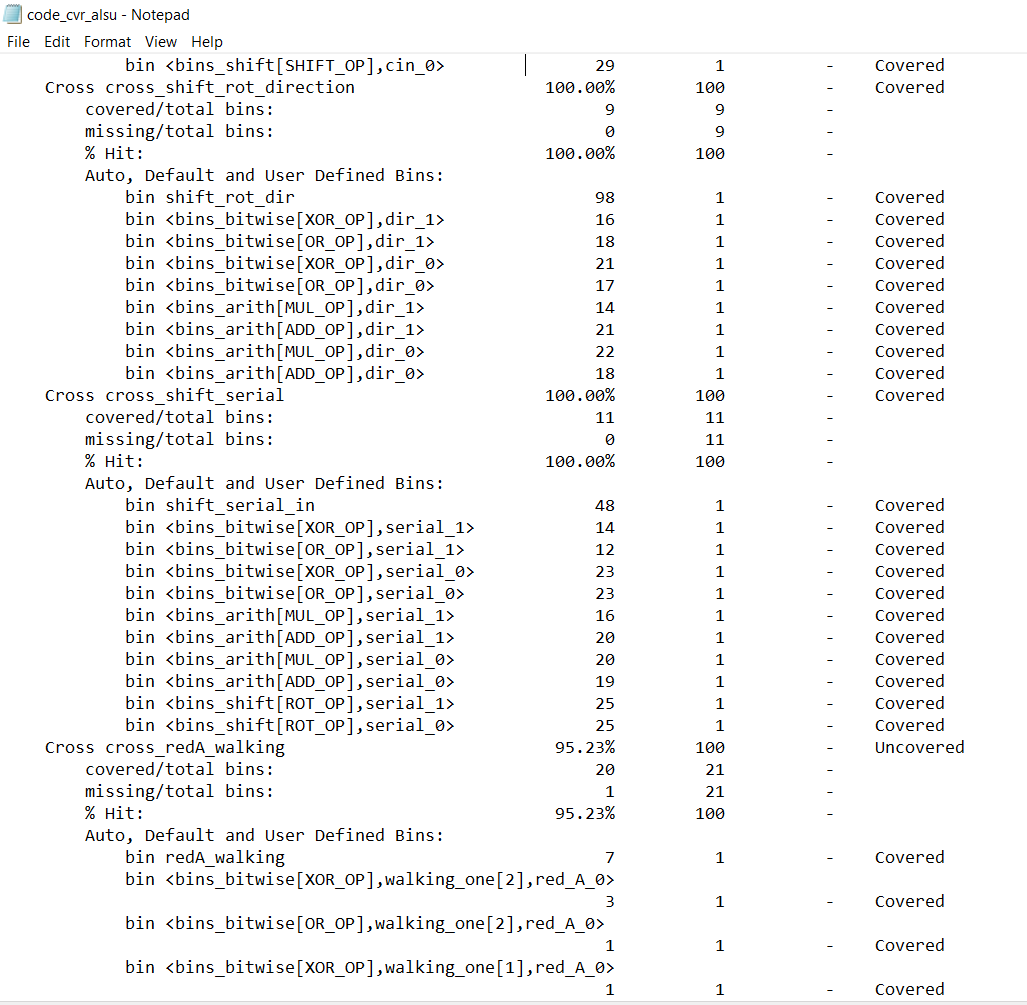 code_cvr_alsu - Notepad
File Edit Format View Help
bin <bins_shift[SHIFT_OP],cin_0> 29 1 - Covered
Cross cross_shift_rot_direction 100.00% 100 - Covered
covered/total bins: 9 9 -
missing/total bins: 0 9 -
% Hit: 100.00% 100 -
Auto, Default and User Defined Bins:
bin shift_rot_dir 98 1 - Covered
bin <bins_bitwise[XOR_OP],dir_1> 16 1 - Covered
bin <bins_bitwise[OR_OP],dir_1> 18 1 - Covered
bin <bins_bitwise[XOR_OP],dir_0> 21 1 - Covered
bin <bins_bitwise[OR_OP],dir_0> 17 1 - Covered
bin <bins_arith[MUL_OP],dir_1> 14 1 - Covered
bin <bins_arith[ADD_OP],dir_1> 21 1 - Covered
bin <bins_arith[MUL_OP],dir_0> 22 1 - Covered
bin <bins_arith[ADD_OP],dir_0> 18 1 - Covered
Cross cross_shift_serial 100.00% 100 - Covered
covered/total bins: 11 11 -
missing/total bins: 0 11 -
% Hit: 100.00% 100 -
Auto, Default and User Defined Bins:
bin shift_serial_in 48 1 - Covered
bin <bins_bitwise[XOR_OP],serial_1> 14 1 - Covered
bin <bins_bitwise[OR_OP],serial_1> 12 1 - Covered
bin <bins_bitwise[XOR_OP],serial_0> 23 1 - Covered
bin <bins_bitwise[OR_OP],serial_0> 23 1 - Covered
bin <bins_arith[MUL_OP],serial_1> 16 1 - Covered
bin <bins_arith[ADD_OP],serial_1> 20 1 - Covered
bin <bins_arith[MUL_OP],serial_0> 20 1 - Covered
bin <bins_arith[ADD_OP],serial_0> 19 1 - Covered
bin <bins_shift[ROT_OP],serial_1> 25 1 - Covered
bin <bins_shift[ROT_OP],serial_0> 25 1 - Covered
Cross cross_redA_walking 95.23% 100 - Uncovered
covered/total bins: 20 21 -
missing/total bins: 1 21 -
% Hit: 95.23% 100 -
Auto, Default and User Defined Bins:
bin redA_walking 7 1 - Covered
bin <bins_bitwise[XOR_OP],walking_one[2],red_A_0>
3 1 - Covered
bin <bins_bitwise[OR_OP],walking_one[2],red_A_0>
1 1 - Covered
bin <bins_bitwise[XOR_OP],walking_one[1],red_A_0>
1 1 - Covered